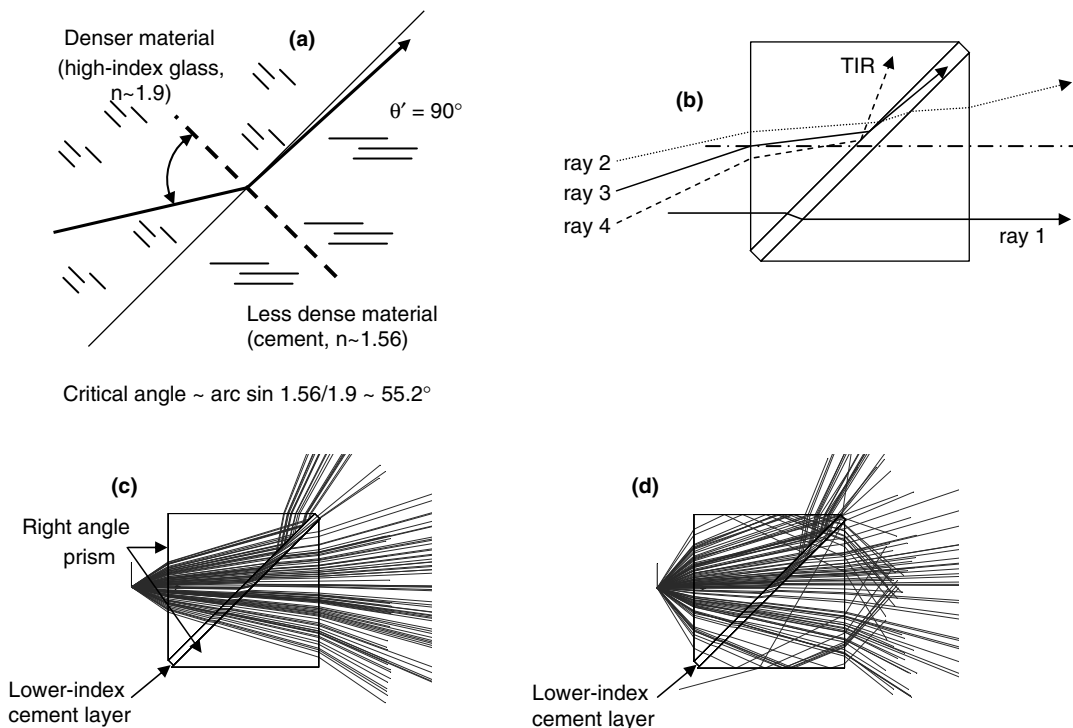 Denser material
(high-index glass,
n~1.9)
(a)
θ′ = 90°
Less dense material
(cement, n~1.56)
Critical angle ~ arc sin 1.56/1.9 ~ 55.2°
(b)
TIR
ray 2
ray 3
ray 4
ray 1
(c)
Right angle
prism
Lower-index
cement layer
(d)
Lower-index
cement layer